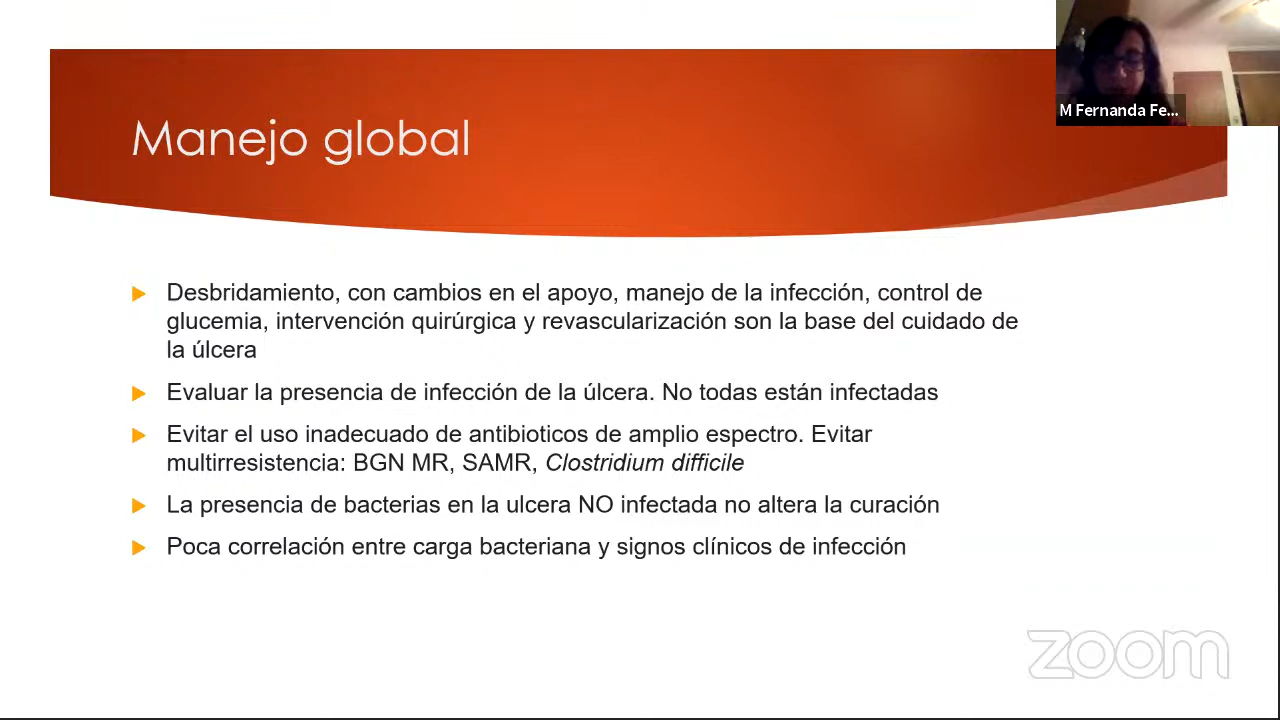 Manejo global
M Fernanda Fe...
Desbridamiento, con cambios en el apoyo, manejo de la infección, control de
glucemia, intervención quirúrgica y revascularización son la base del cuidado de
la úlcera
Evaluar la presencia de infección de la úlcera. No todas están infectadas
Evitar el uso inadecuado de antibioticos de amplio espectro. Evitar
multirresistencia: BGN MR, SAMR, Clostridium difficile
La presencia de bacterias en la ulcera NO infectada no altera la curación
Poca correlación entre carga bacteriana y signos clínicos de infección
zoom